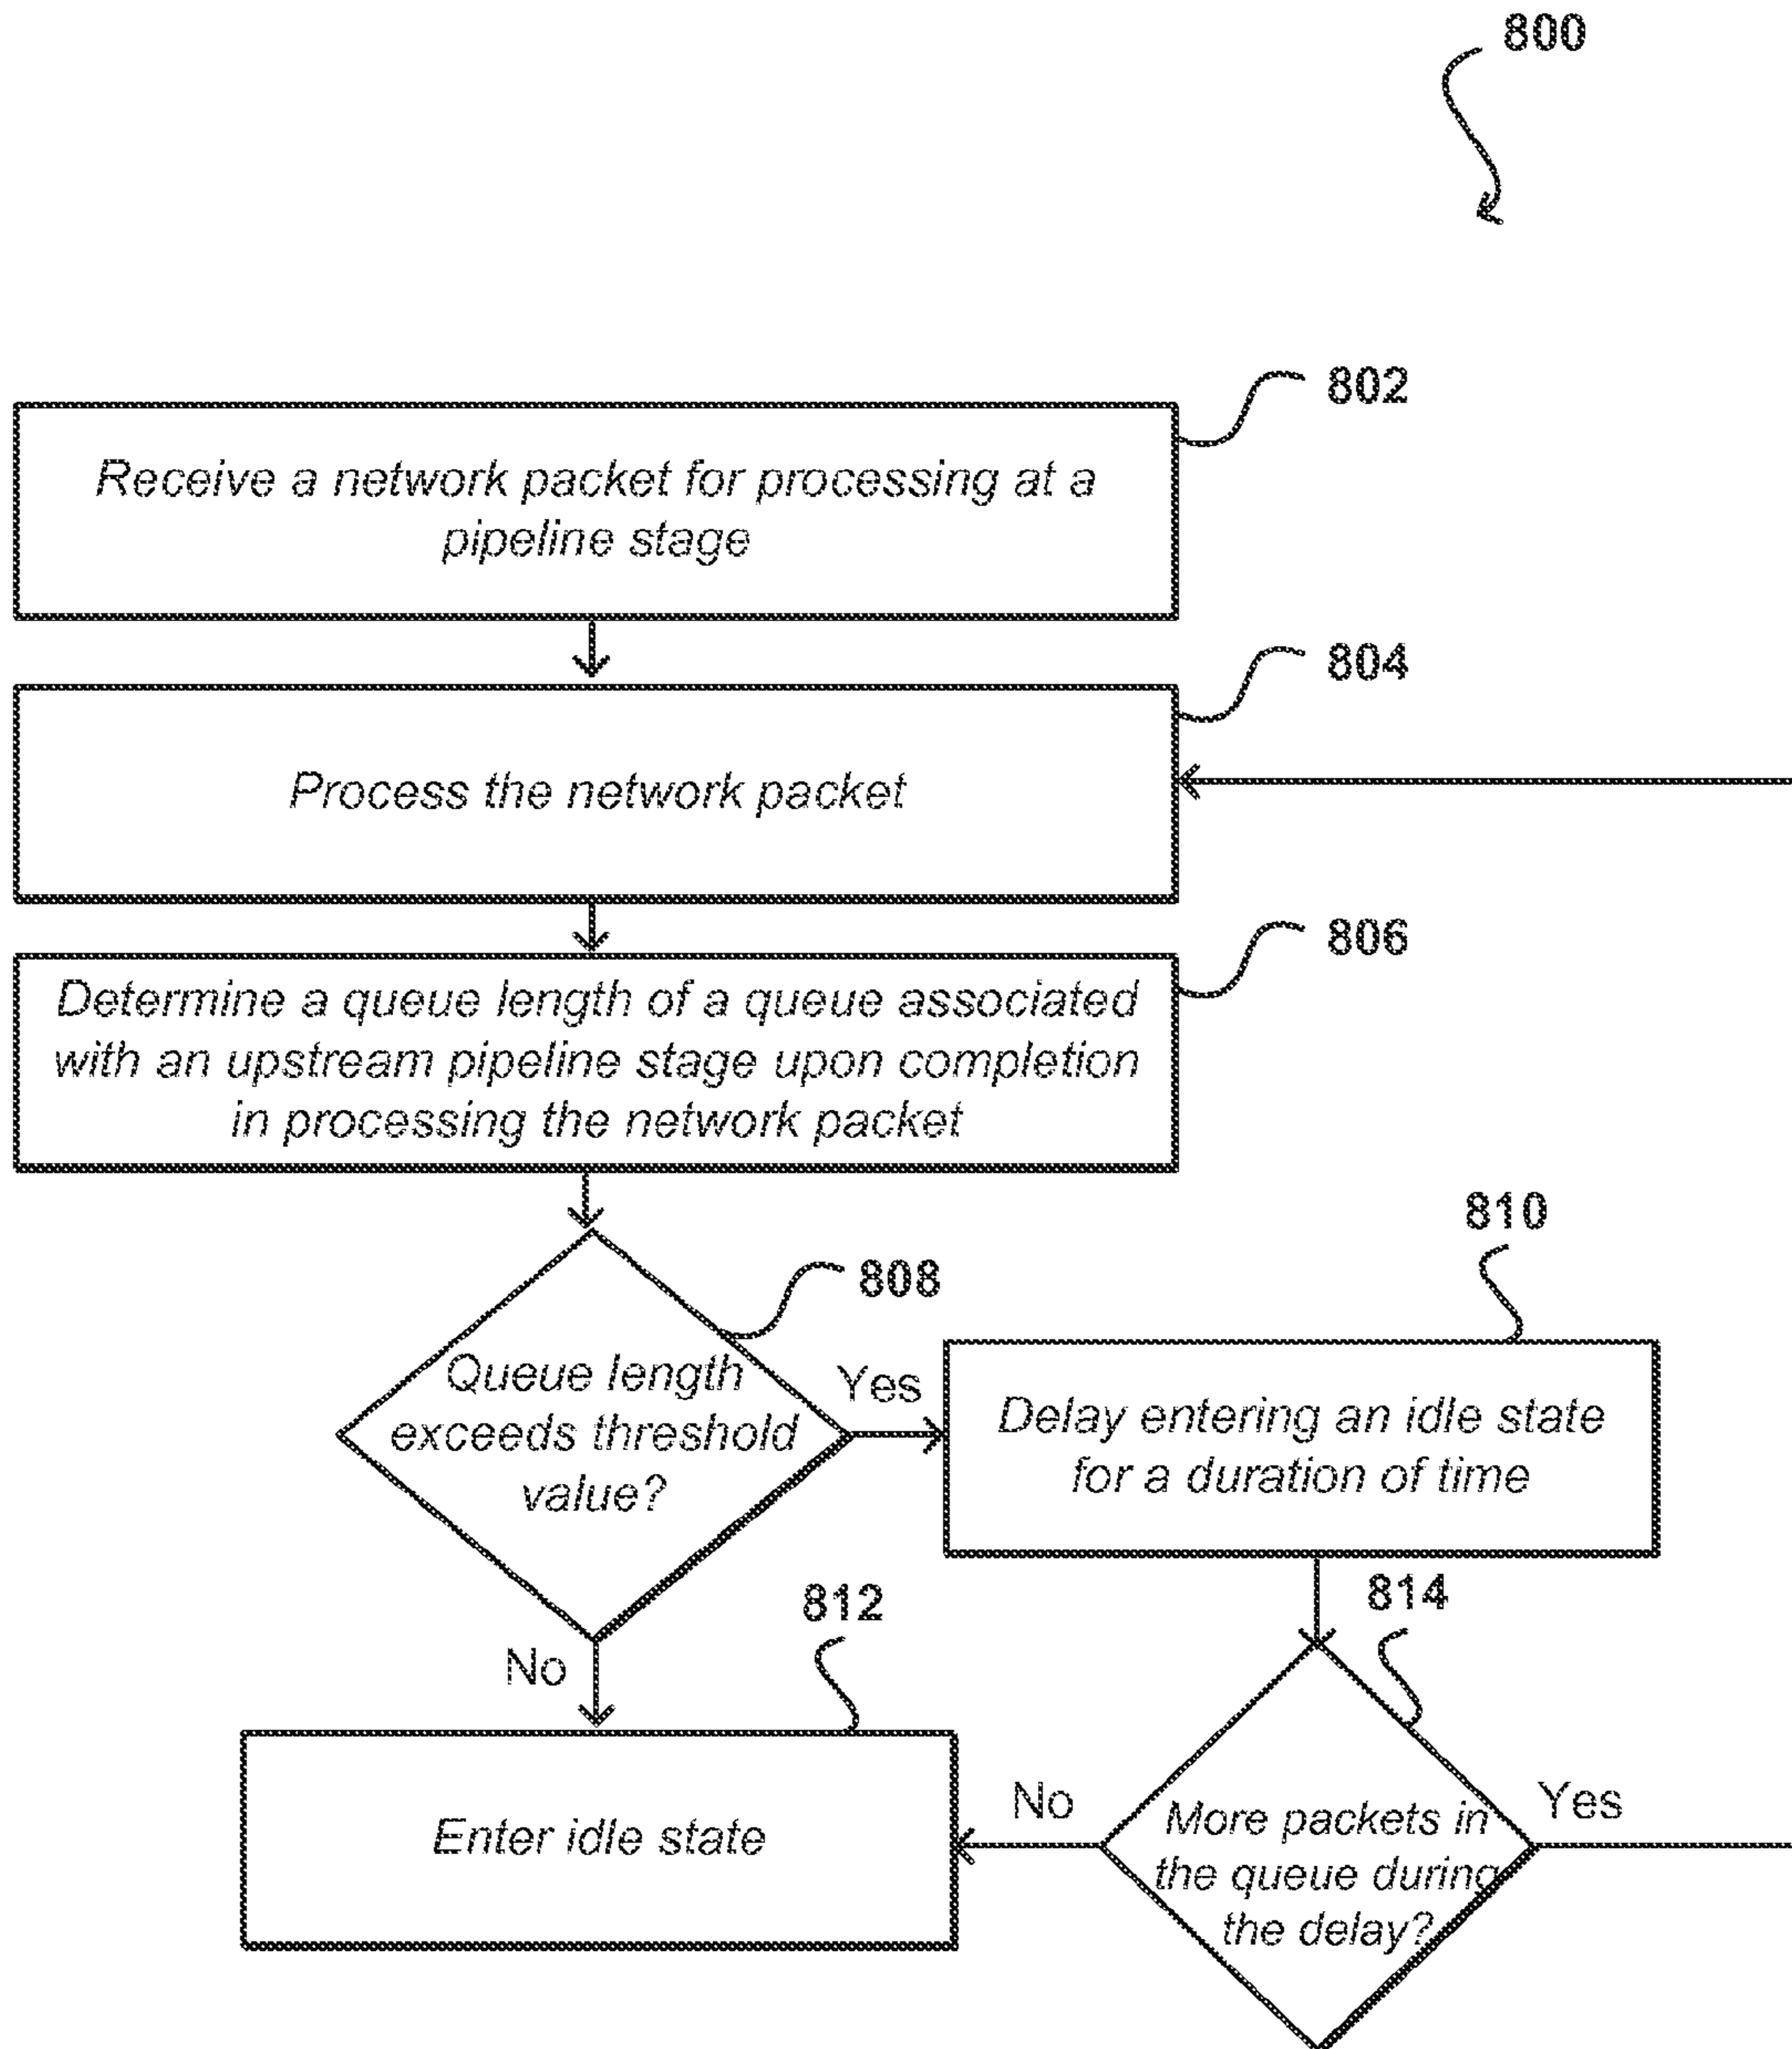 800
802
Receive a network packet for processing at a
pipeline stage
804
Process the network packet
806
Determine a queue length of a queue associated
with an upstream pipeline stage upon completion
in processing the network packet
808
Queue length
exceeds threshold
value?
Yes
810
Delay entering an idle state
for a duration of time
No
812
Enter idle state
814
More packets in
the queue during
the delay?
No
Yes